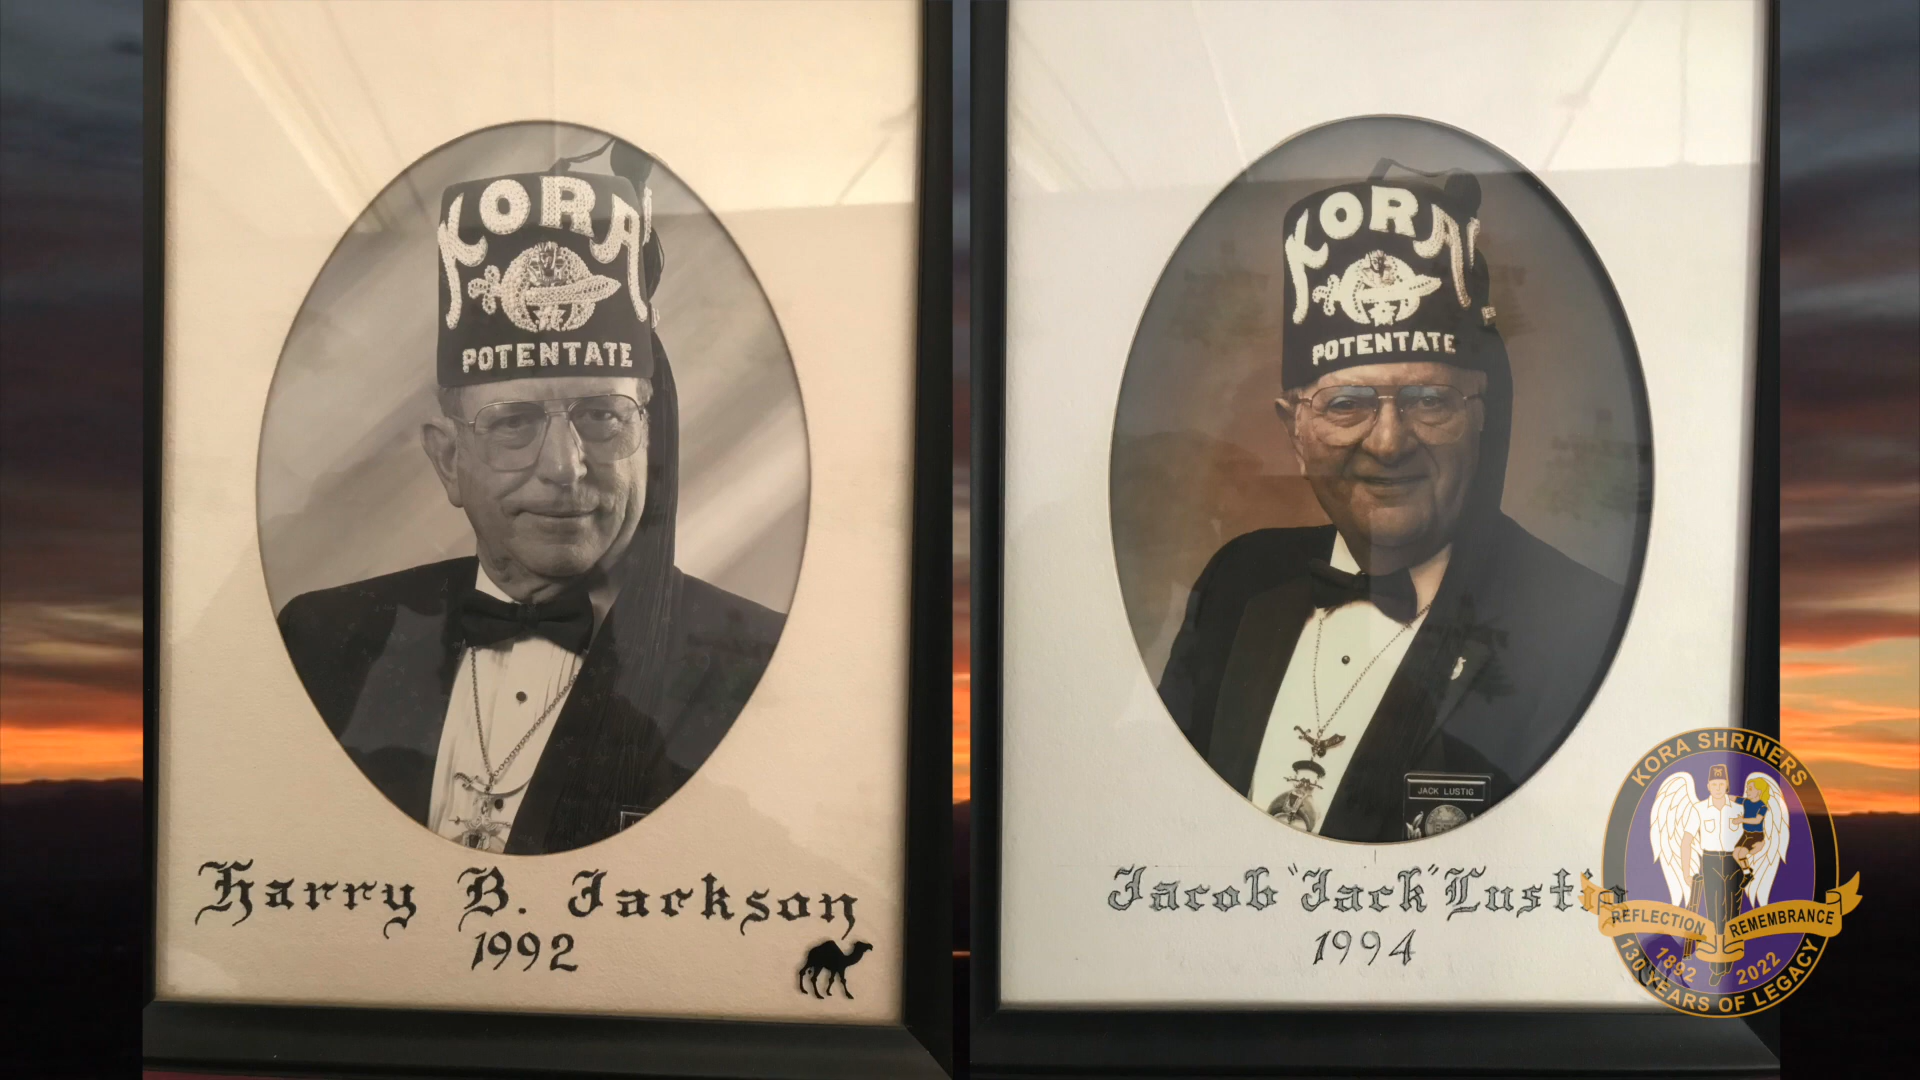 KORA
POTENTATE
Harry B. Jackson
1992
KORA
POTENTATE
JACK LUSTIG
Jacob "Jack" Lustig
1994
KORA SHRINERS
REFLECTION REMEMBRANCE
1892 2022
130 YEARS OF LEGACY